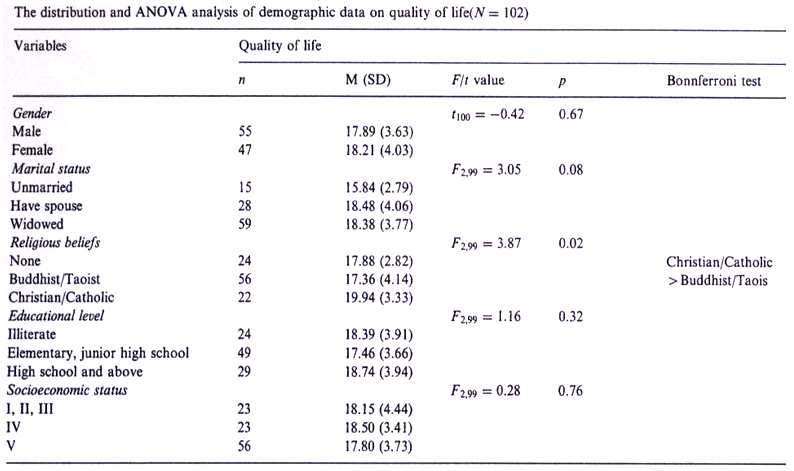 The distribution and ANOVA analysis of demographic data on quality of life(N = 102)
Variables Quality of life
n M (SD) F/t value p Bonnferroni test
Gender t100 = −0.42 0.67
Male 55 17.89 (3.63)
Female 47 18.21 (4.03)
Marital status F2,99 = 3.05 0.08
Unmarried 15 15.84 (2.79)
Have spouse 28 18.48 (4.06)
Widowed 59 18.38 (3.77)
Religious beliefs F2,99 = 3.87 0.02
None 24 17.88 (2.82) Christian/Catholic
Buddhist/Taoist 56 17.36 (4.14) > Buddhist/Taois
Christian/Catholic 22 19.94 (3.33)
Educational level F2,99 = 1.16 0.32
Illiterate 24 18.39 (3.91)
Elementary, junior high school 49 17.46 (3.66)
High school and above 29 18.74 (3.94)
Socioeconomic status F2,99 = 0.28 0.76
I, II, III 23 18.15 (4.44)
IV 23 18.50 (3.41)
V 56 17.80 (3.73)